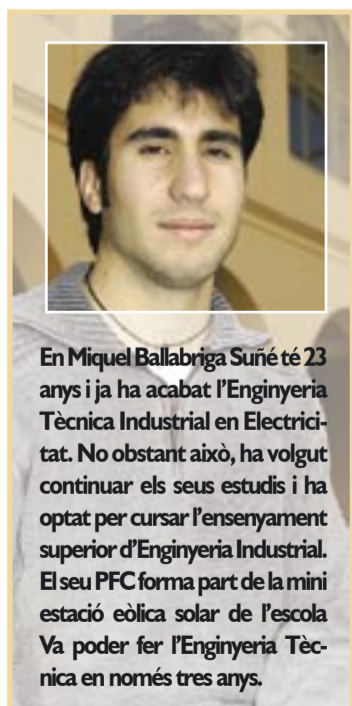 En Miquel Ballabriga Suñé té 23
anys i ja ha acabat l’Enginyeria
Tècnica Industrial en Electrici-
tat. No obstant això, ha volgut
continuar els seus estudis i ha
optat per cursar l’ensenyament
superior d’Enginyeria Industrial.
El seu PFC forma part de la mini
estació eòlica solar de l’escola
Va poder fer l’Enginyeria Tèc-
nica en només tres anys.